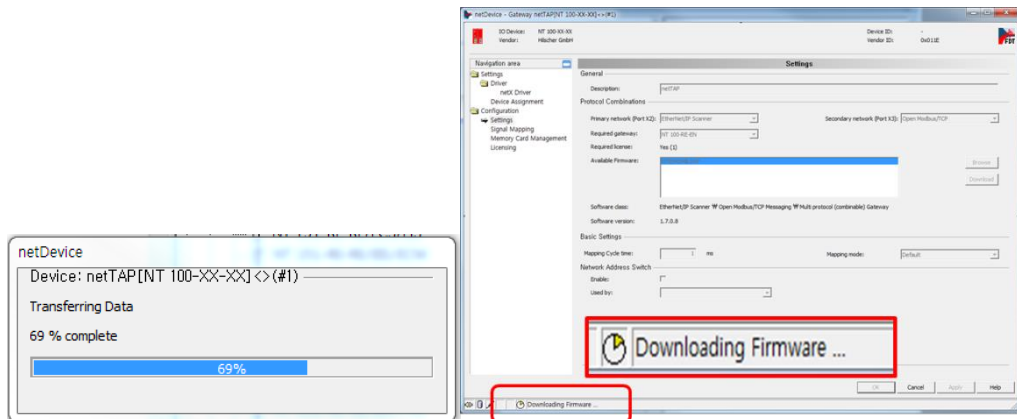 netDevice
Device: netTAP[NT 100-XX-XX]<>(#1)
Transferring Data
69 % complete
69%
netDevice - Gateway netTAP[NT 100-XX-XX]<>(#1)
IO Device: NT 100-XX-XX
Vendor: Hilscher GmbH
Device ID: -
Vendor ID: 0x011E
FDT
Navigation area
Settings
Driver
netX Driver
Device Assignment
Configuration
Settings
Signal Mapping
Memory Card Management
Licensing
Settings
General
Description: netTAP
Protocol Combinations
Primary network (Port X2): EtherNet/IP Scanner
Secondary network (Port X3): Open Modbus/TCP
Required gateway: NT 100-RE-EN
Required license: Yes (1)
Available Firmware:
Browse
Download
Software class: EtherNet/IP Scanner ₩ Open Modbus/TCP Messaging ₩ Multi protocol (combinable) Gateway
Software version: 1.7.0.8
Basic Settings
Mapping Cycle time: 1 ms
Mapping mode: Default
Network Address Switch
Enable:
Used by:
Downloading Firmware ...
OK Cancel Apply Help
Downloading Firmware ...